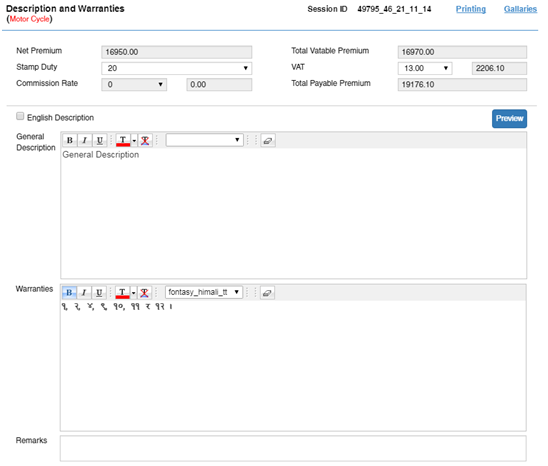 Description and Warranties
(Motor Cycle)
Session ID 49795_46_21_11_14 Printing Gallaries
Net Premium 16950.00 Total Vatable Premium 16970.00
Stamp Duty 20 VAT 13.00 2206.10
Commission Rate 0 0.00 Total Payable Premium 19176.10
English Description Preview
General Description
B I U T T
General Description
Warranties
B I U T T fontasy_himali_tt
१, २, ४, ९, १०, ११ र १२ ।
Remarks